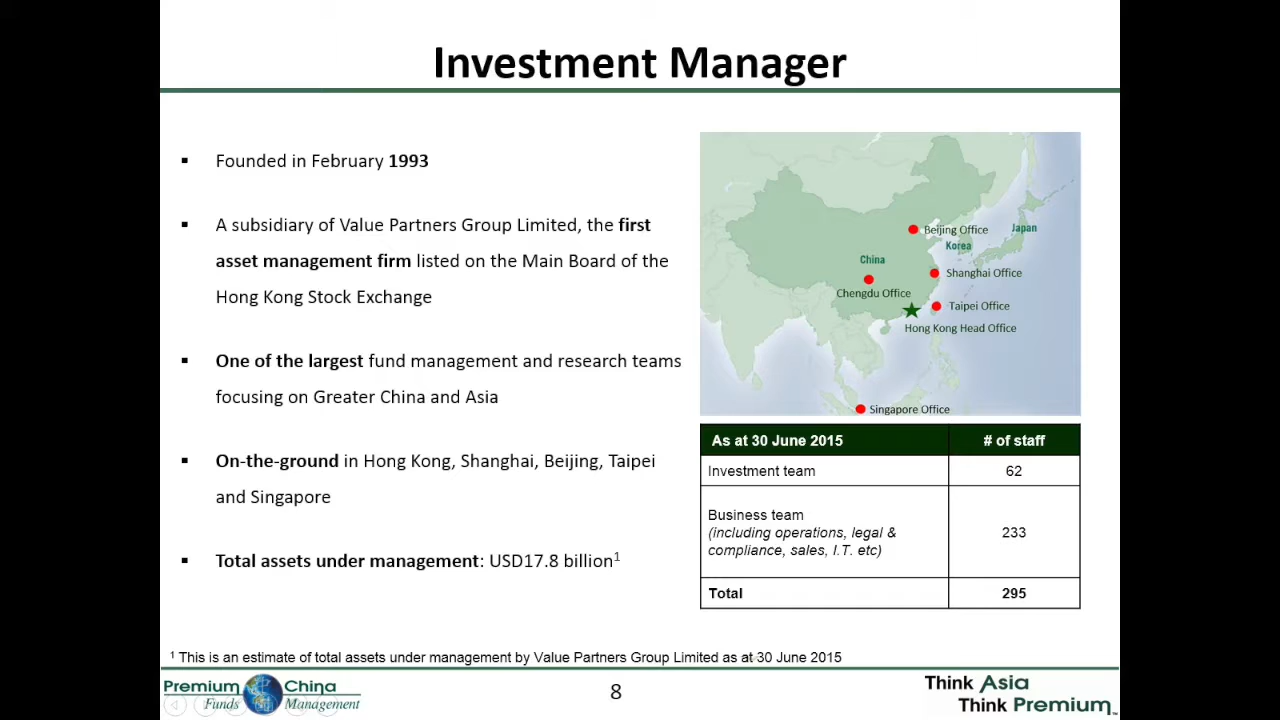 Investment Manager
▪ Founded in February 1993
▪ A subsidiary of Value Partners Group Limited, the first
asset management firm listed on the Main Board of the
Hong Kong Stock Exchange
▪ One of the largest fund management and research teams
focusing on Greater China and Asia
▪ On-the-ground in Hong Kong, Shanghai, Beijing, Taipei
and Singapore
▪ Total assets under management: USD17.8 billion¹
Beijing Office
Japan
Korea
China
Shanghai Office
Chengdu Office
Taipei Office
Hong Kong Head Office
Singapore Office
As at 30 June 2015 # of staff
Investment team 62
Business team
(including operations, legal &
compliance, sales, I.T. etc) 233
Total 295
¹ This is an estimate of total assets under management by Value Partners Group Limited as at 30 June 2015
Premium China
Funds Management
8
Think Asia
Think Premium™